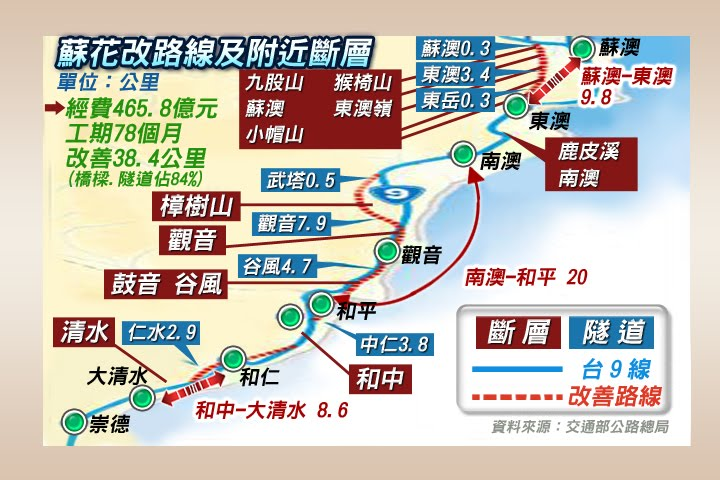 蘇花改路線及附近斷層
單位：公里
經費465.8億元
工期78個月
改善38.4公里
(橋樑.隧道佔84%)
九股山 猴椅山
蘇澳 東澳嶺
小帽山
蘇澳0.3
東澳3.4
東岳0.3
蘇澳
蘇澳-東澳
9.8
東澳
鹿皮溪
南澳
南澳
武塔0.5
9
樟樹山
觀音7.9
觀音
觀音
谷風4.7
鼓音 谷風
南澳-和平 20
和平
清水
仁水2.9
中仁3.8
和中
大清水
和仁
和中-大清水 8.6
崇德
斷層 隧道
台9線
改善路線
資料來源：交通部公路總局